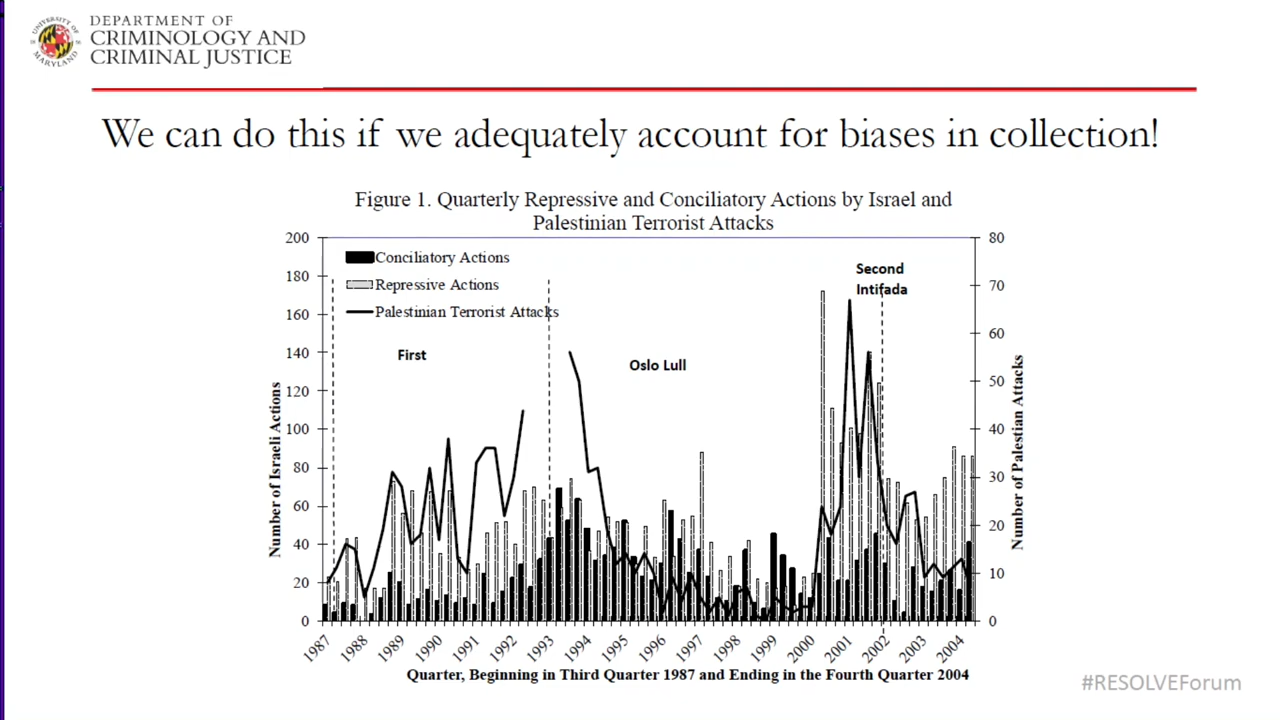 DEPARTMENT OF
CRIMINOLOGY AND
CRIMINAL JUSTICE
UNIVERSITY OF
MARYLAND
We can do this if we adequately account for biases in collection!
Figure 1. Quarterly Repressive and Conciliatory Actions by Israel and
Palestinian Terrorist Attacks
Conciliatory Actions
Repressive Actions
Palestinian Terrorist Attacks
First
Oslo Lull
Second
Intifada
Number of Israeli Actions
200
180
160
140
120
100
80
60
40
20
0
80
70
60
50
40
30
20
10
0
Number of Palestian Attacks
1987
1988
1989
1990
1991
1992
1993
1994
1995
1996
1997
1998
1999
2000
2001
2002
2003
2004
Quarter, Beginning in Third Quarter 1987 and Ending in the Fourth Quarter 2004
#RESOLVEForum